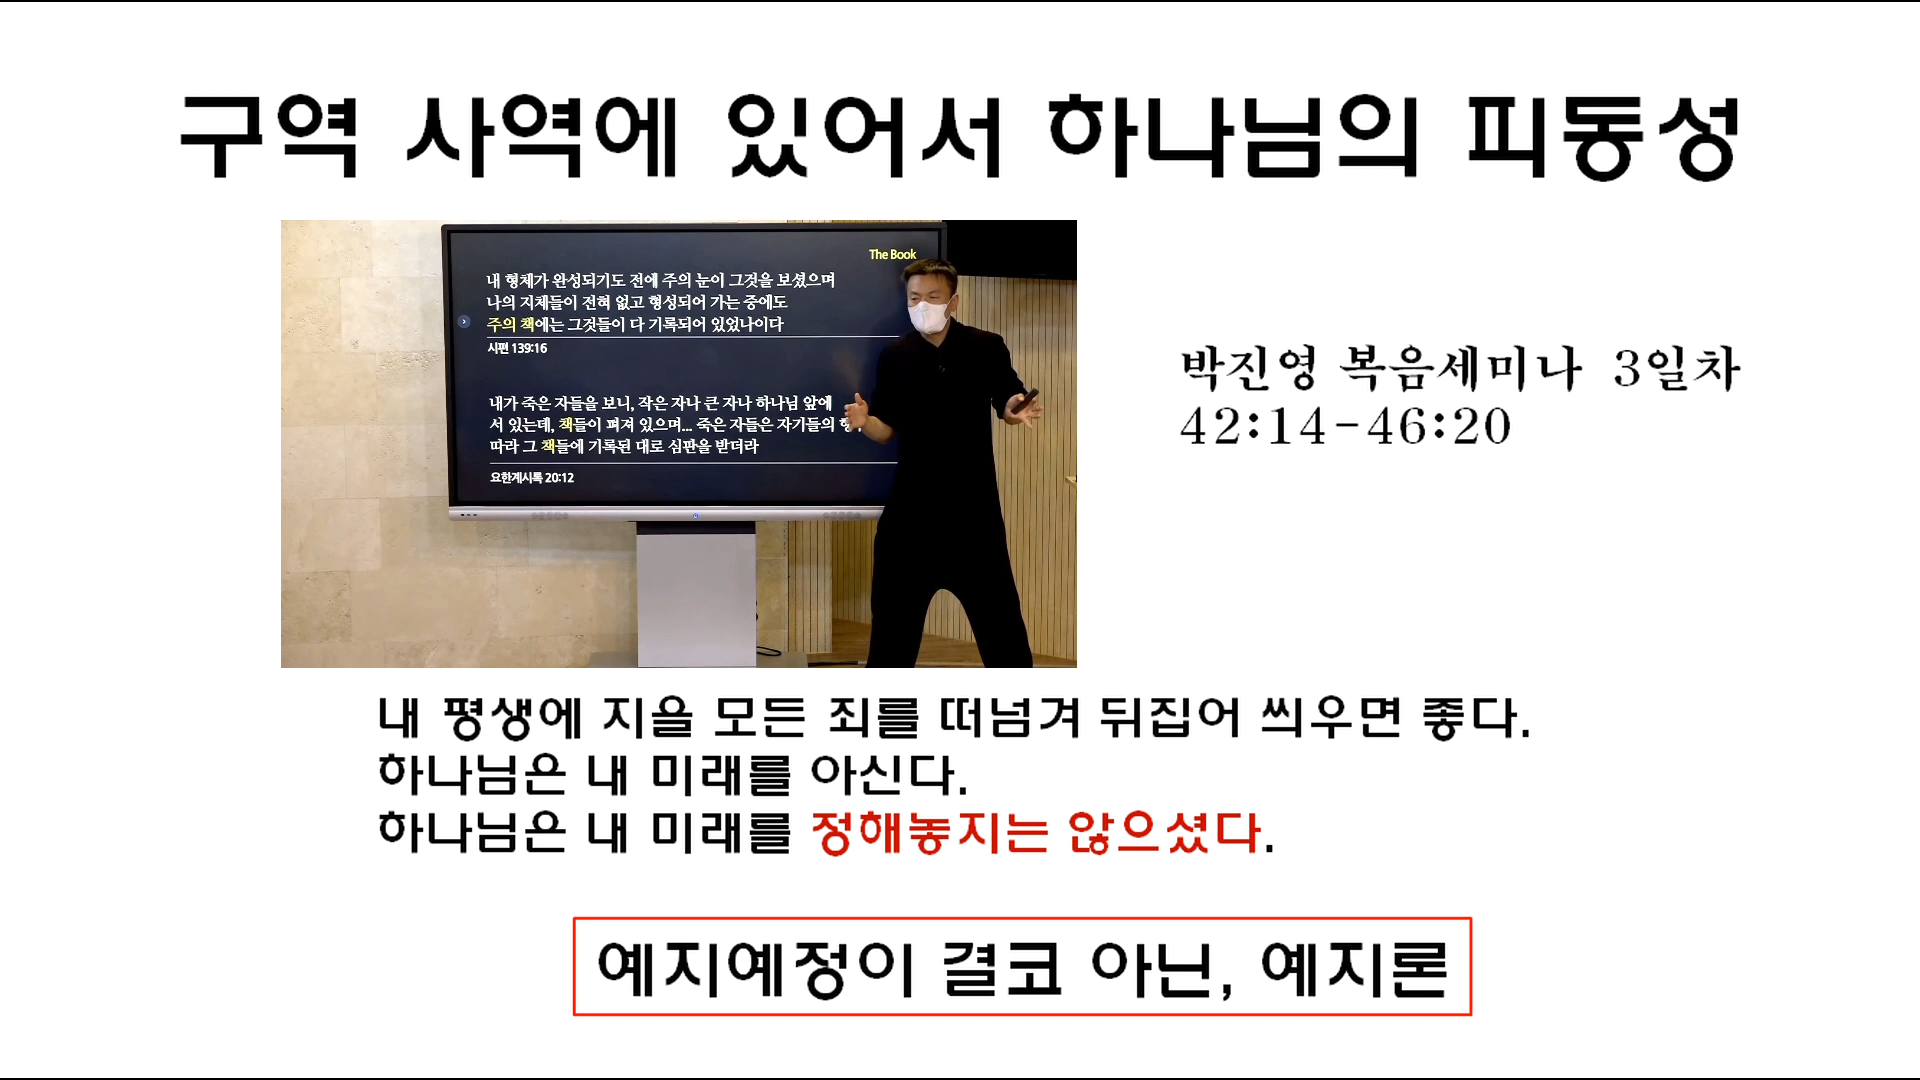 구역 사역에 있어서 하나님의 피동성
The Book
내 형체가 완성되기도 전에 주의 눈이 그것을 보셨으며
나의 지체들이 전혀 없고 형성되어 가는 중에도
주의 책에는 그것들이 다 기록되어 있었나이다
시편 139:16
내가 죽은 자들을 보니, 작은 자나 큰 자나 하나님 앞에
서 있는데, 책들이 펴져 있으며... 죽은 자들은 자기들의
따라 그 책들에 기록된 대로 심판을 받더라
요한계시록 20:12
박진영 복음세미나 3일차
42:14-46:20
내 평생에 지을 모든 죄를 떠넘겨 뒤집어 씌우면 좋다.
하나님은 내 미래를 아신다.
하나님은 내 미래를 정해놓지는 않으셨다.
예지예정이 결코 아닌, 예지론